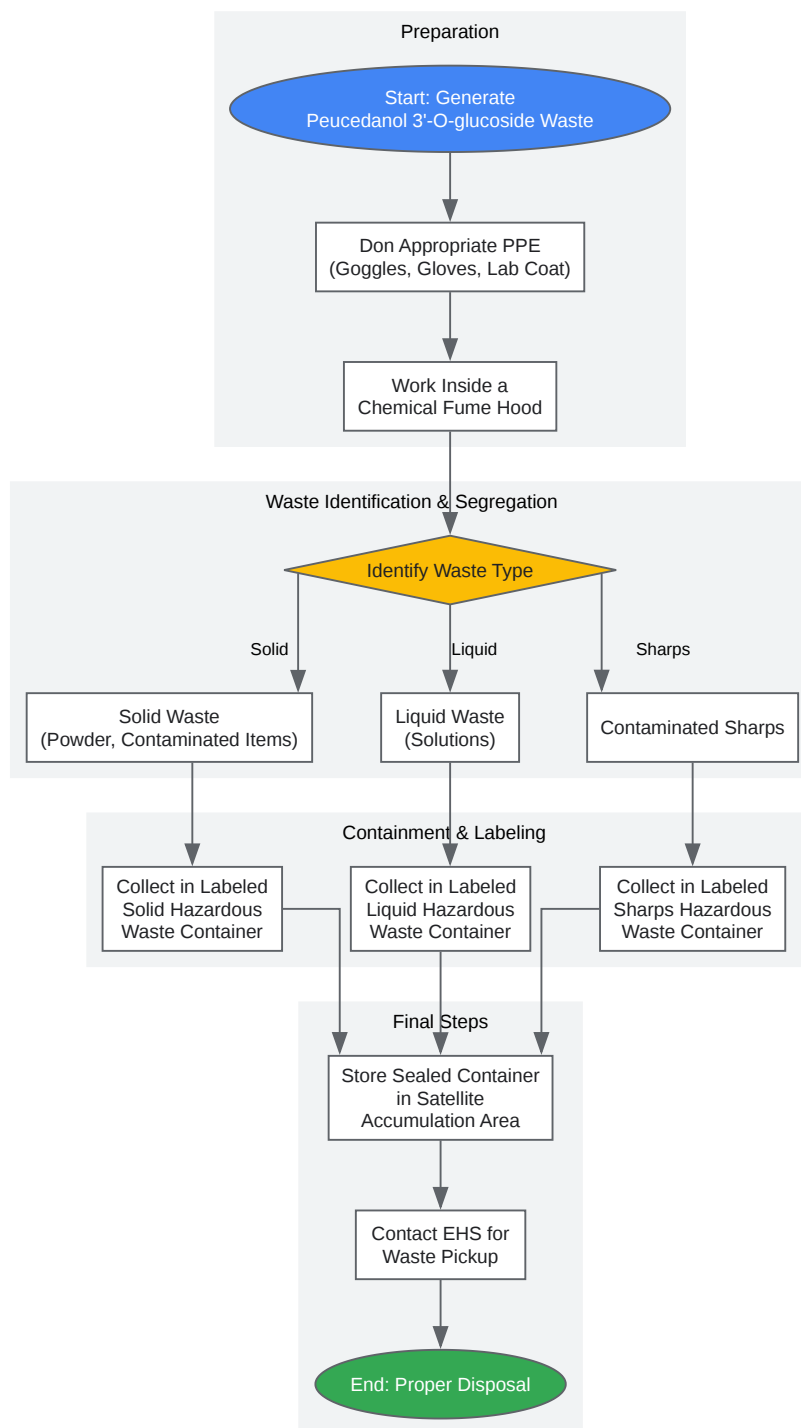 Preparation
Start: Generate
Peucedanol 3'-O-glucoside Waste
Don Appropriate PPE
(Goggles, Gloves, Lab Coat)
Work Inside a
Chemical Fume Hood
Waste Identification & Segregation
Identify Waste Type
Solid
Liquid
Sharps
Solid Waste
(Powder, Contaminated Items)
Liquid Waste
(Solutions)
Contaminated Sharps
Containment & Labeling
Collect in Labeled
Solid Hazardous
Waste Container
Collect in Labeled
Liquid Hazardous
Waste Container
Collect in Labeled
Sharps Hazardous
Waste Container
Final Steps
Store Sealed Container
in Satellite
Accumulation Area
Contact EHS for
Waste Pickup
End: Proper Disposal